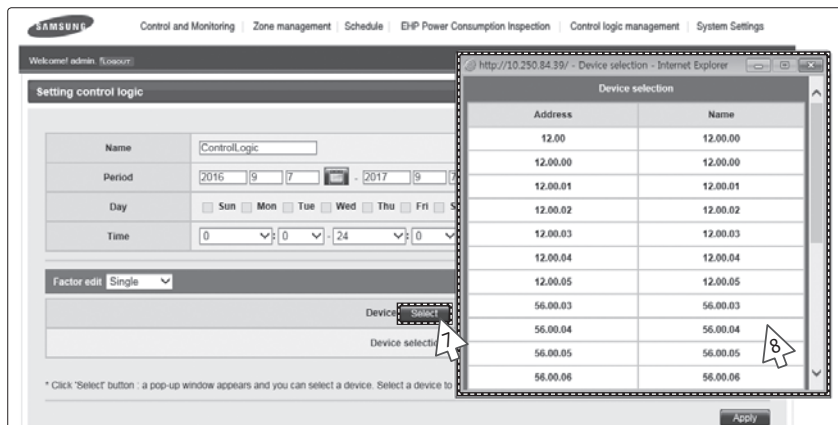 SAMSUNG
Control and Monitoring Zone management Schedule EHP Power Consumption Inspection Control logic management System Settings
Welcome! admin LOGOUT
http://10.250.84.39/ - Device selection - Internet Explorer
Setting control logic
Name ControlLogic
Period 2016 9 7 - 2017 9 7
Day Sun Mon Tue Wed Thu Fri S
Time 0 : 0 - 24 : 0
Factor edit Single
Device Select
7
Device selection
* Click 'Select' button : a pop-up window appears and you can select a device. Select a device to
Apply
Device selection
Address Name
12.00 12.00.00
12.00.00 12.00.00
12.00.01 12.00.01
12.00.02 12.00.02
12.00.03 12.00.03
12.00.04 12.00.04
12.00.05 12.00.05
56.00.03 56.00.03
56.00.04 56.00.04
56.00.05 56.00.05
56.00.06 56.00.06
8